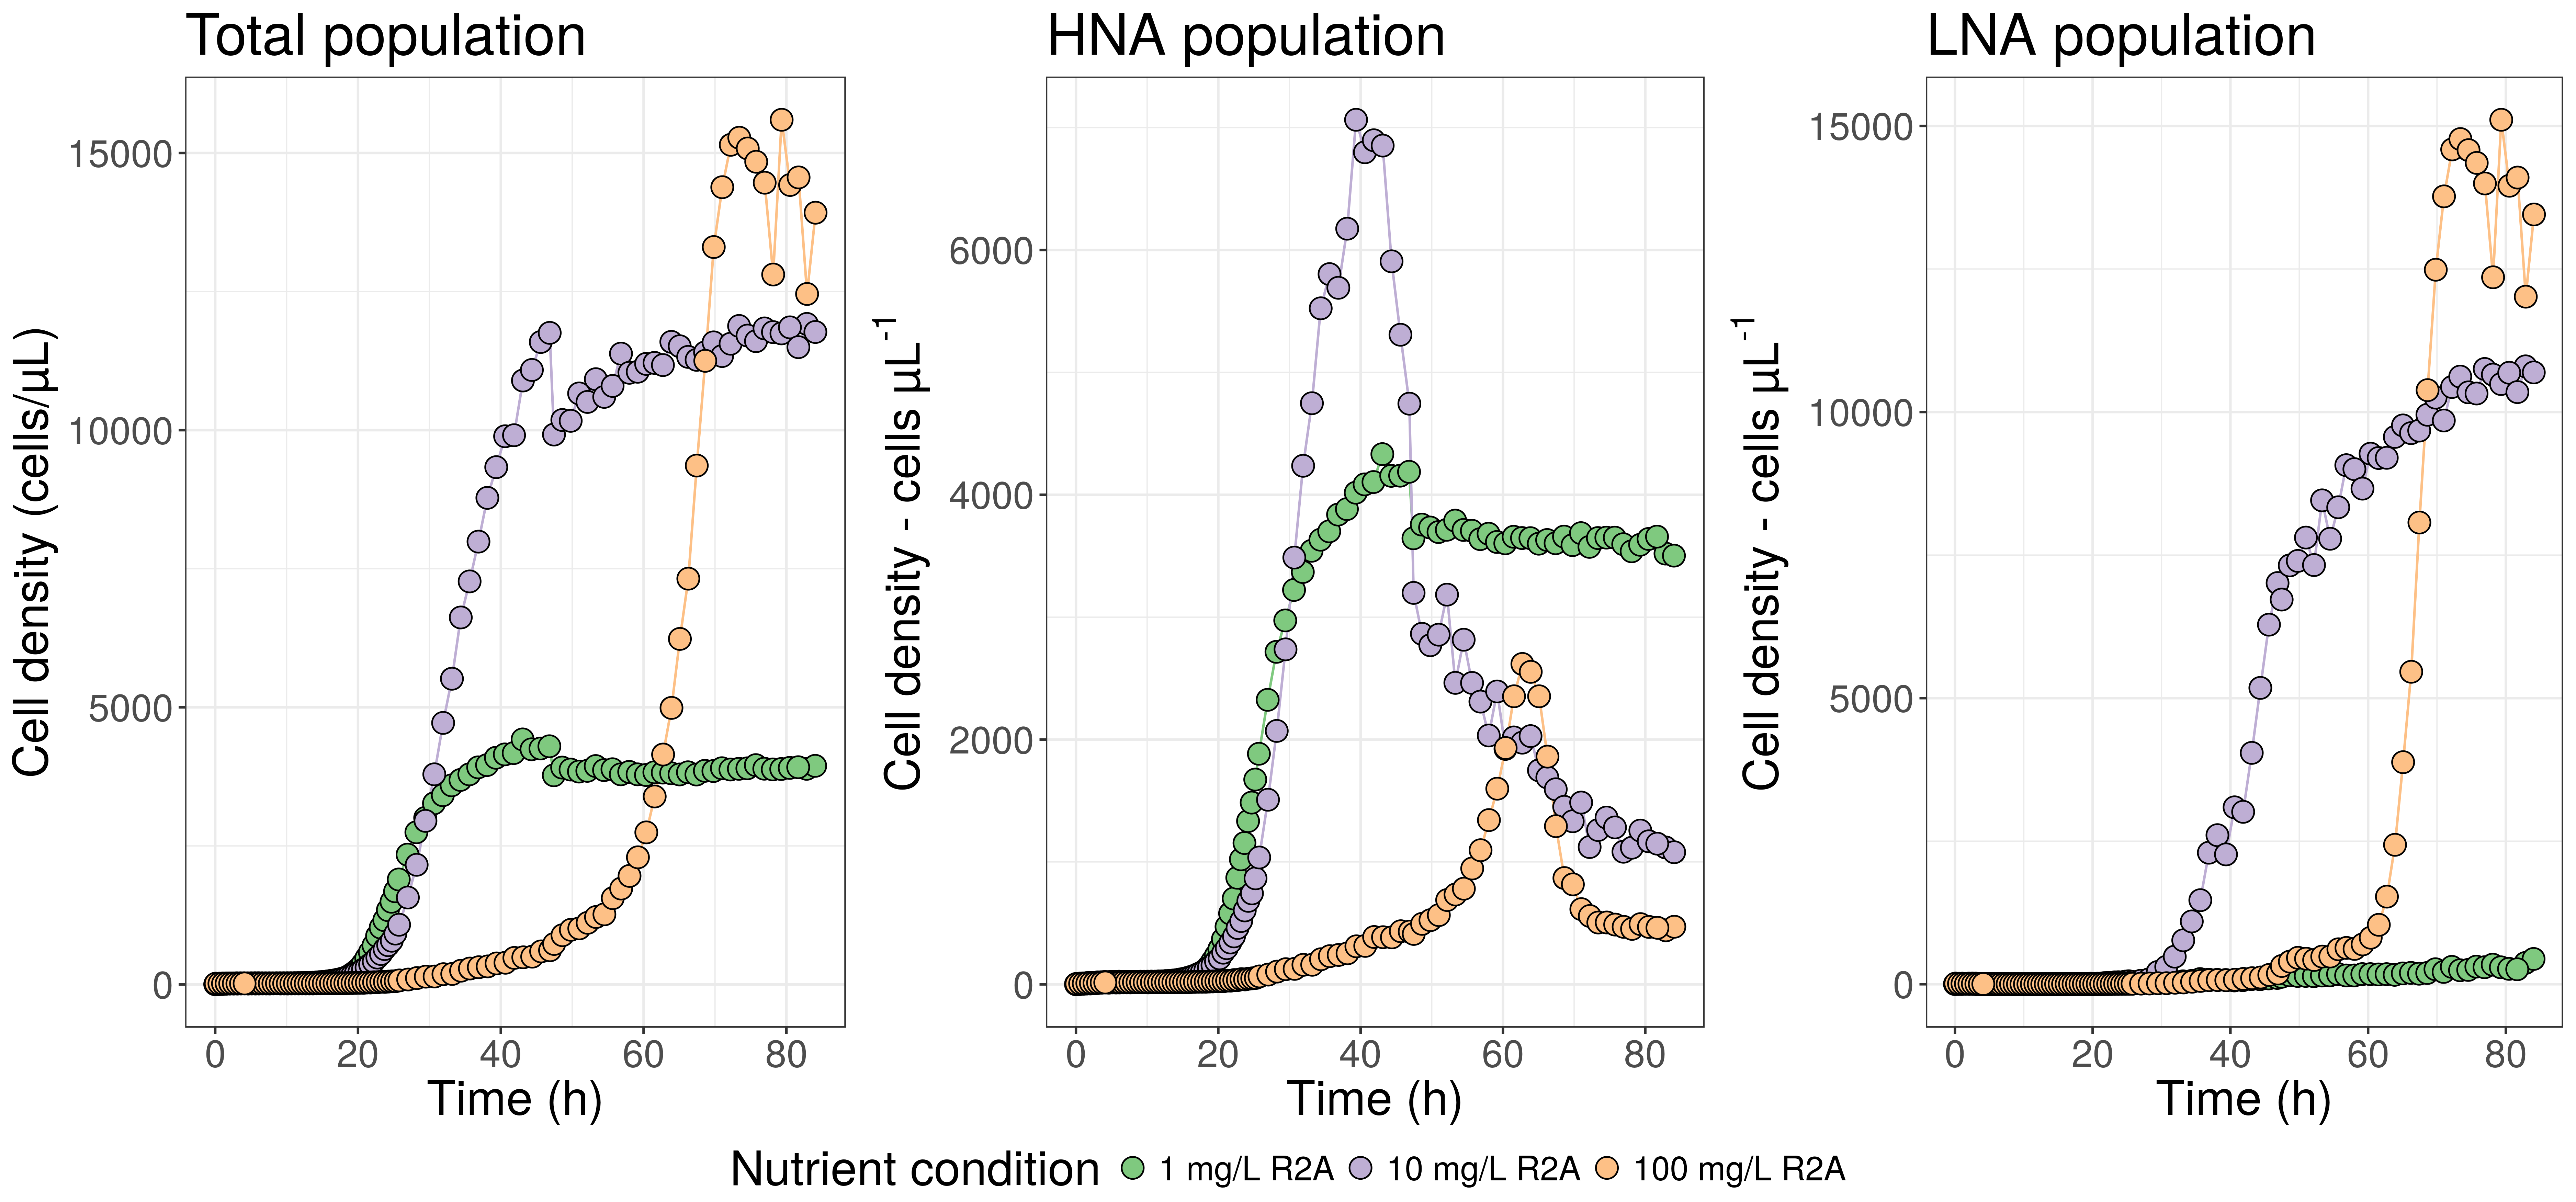 Total population
HNA population
LNA population
Cell density (cells/µL)
15000
10000
5000
0
0 20 40 60 80
Time (h)
Cell density - cells µL⁻¹
6000
4000
2000
0
0 20 40 60 80
Time (h)
Cell density - cells µL⁻¹
15000
10000
5000
0
0 20 40 60 80
Time (h)
Nutrient condition 1 mg/L R2A 10 mg/L R2A 100 mg/L R2A